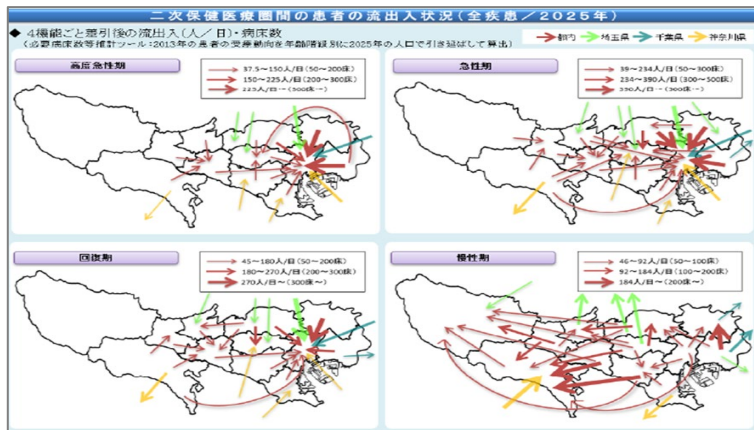 二次保健医療圏間の患者の流出入状況(全疾患/2025年)
◆ 4機能ごと牽引後の流出入(人/日)・病床数
(必要病床数等推計ツール:2013年の患者の受療動向を年齢階級別に2025年の人口で引き延ばして算出)
都内 埼玉県 千葉県 神奈川県
高度急性期
37.5~150人/日(50~200床)
150~225人/日(200~300床)
225人/日~(300床~)
急性期
39~234人/日(50~300床)
234~390人/日(300~500床)
390人/日~(500床~)
回復期
45~180人/日(50~200床)
180~270人/日(200~300床)
270人/日~(300床~)
慢性期
46~92人/日(50~100床)
92~184人/日(100~200床)
184人/日~(200床~)